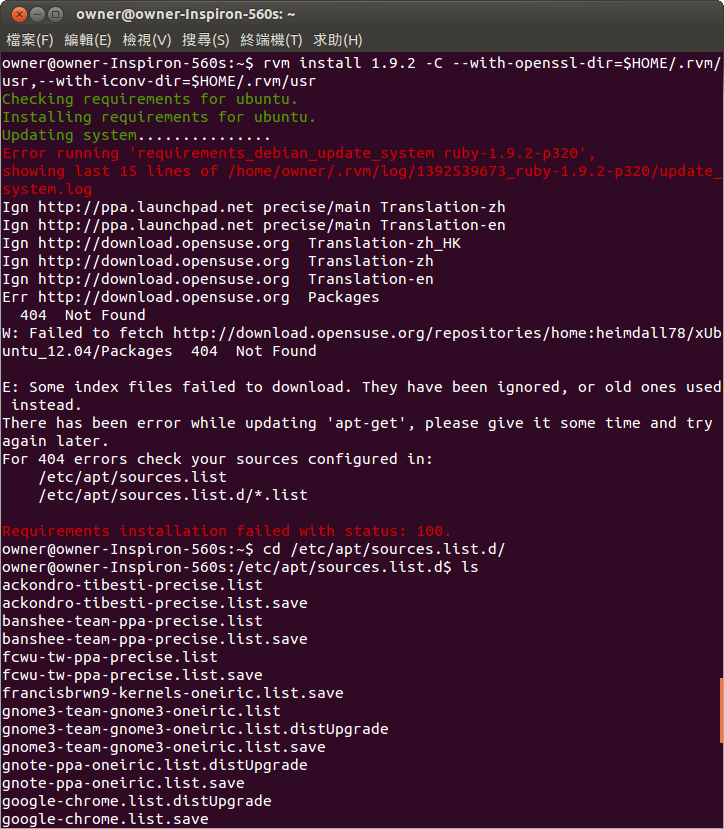 owner@owner-Inspiron-560s: ~
檔案(F) 編輯(E) 檢視(V) 搜尋(S) 終端機(T) 求助(H)
owner@owner-Inspiron-560s:~$ rvm install 1.9.2 -C --with-openssl-dir=$HOME/.rvm/
usr,--with-iconv-dir=$HOME/.rvm/usr
Checking requirements for ubuntu.
Installing requirements for ubuntu.
Updating system...............
Error running 'requirements_debian_update_system ruby-1.9.2-p320',
showing last 15 lines of /home/owner/.rvm/log/1392539673_ruby-1.9.2-p320/update_
system.log
Ign http://ppa.launchpad.net precise/main Translation-zh
Ign http://ppa.launchpad.net precise/main Translation-en
Ign http://download.opensuse.org  Translation-zh_HK
Ign http://download.opensuse.org  Translation-zh
Ign http://download.opensuse.org  Translation-en
Err http://download.opensuse.org  Packages
  404  Not Found
W: Failed to fetch http://download.opensuse.org/repositories/home:heimdall78/xUb
untu_12.04/Packages  404  Not Found
E: Some index files failed to download. They have been ignored, or old ones used
 instead.
There has been error while updating 'apt-get', please give it some time and try
again later.
For 404 errors check your sources configured in:
    /etc/apt/sources.list
    /etc/apt/sources.list.d/*.list
Requirements installation failed with status: 100.
owner@owner-Inspiron-560s:~$ cd /etc/apt/sources.list.d/
owner@owner-Inspiron-560s:/etc/apt/sources.list.d$ ls
ackondro-tibesti-precise.list
ackondro-tibesti-precise.list.save
banshee-team-ppa-precise.list
banshee-team-ppa-precise.list.save
fcwu-tw-ppa-precise.list
fcwu-tw-ppa-precise.list.save
francisbrwn9-kernels-oneiric.list.save
gnome3-team-gnome3-oneiric.list
gnome3-team-gnome3-oneiric.list.distUpgrade
gnome3-team-gnome3-oneiric.list.save
gnote-ppa-oneiric.list.distUpgrade
gnote-ppa-oneiric.list.save
google-chrome.list.distUpgrade
google-chrome.list.save